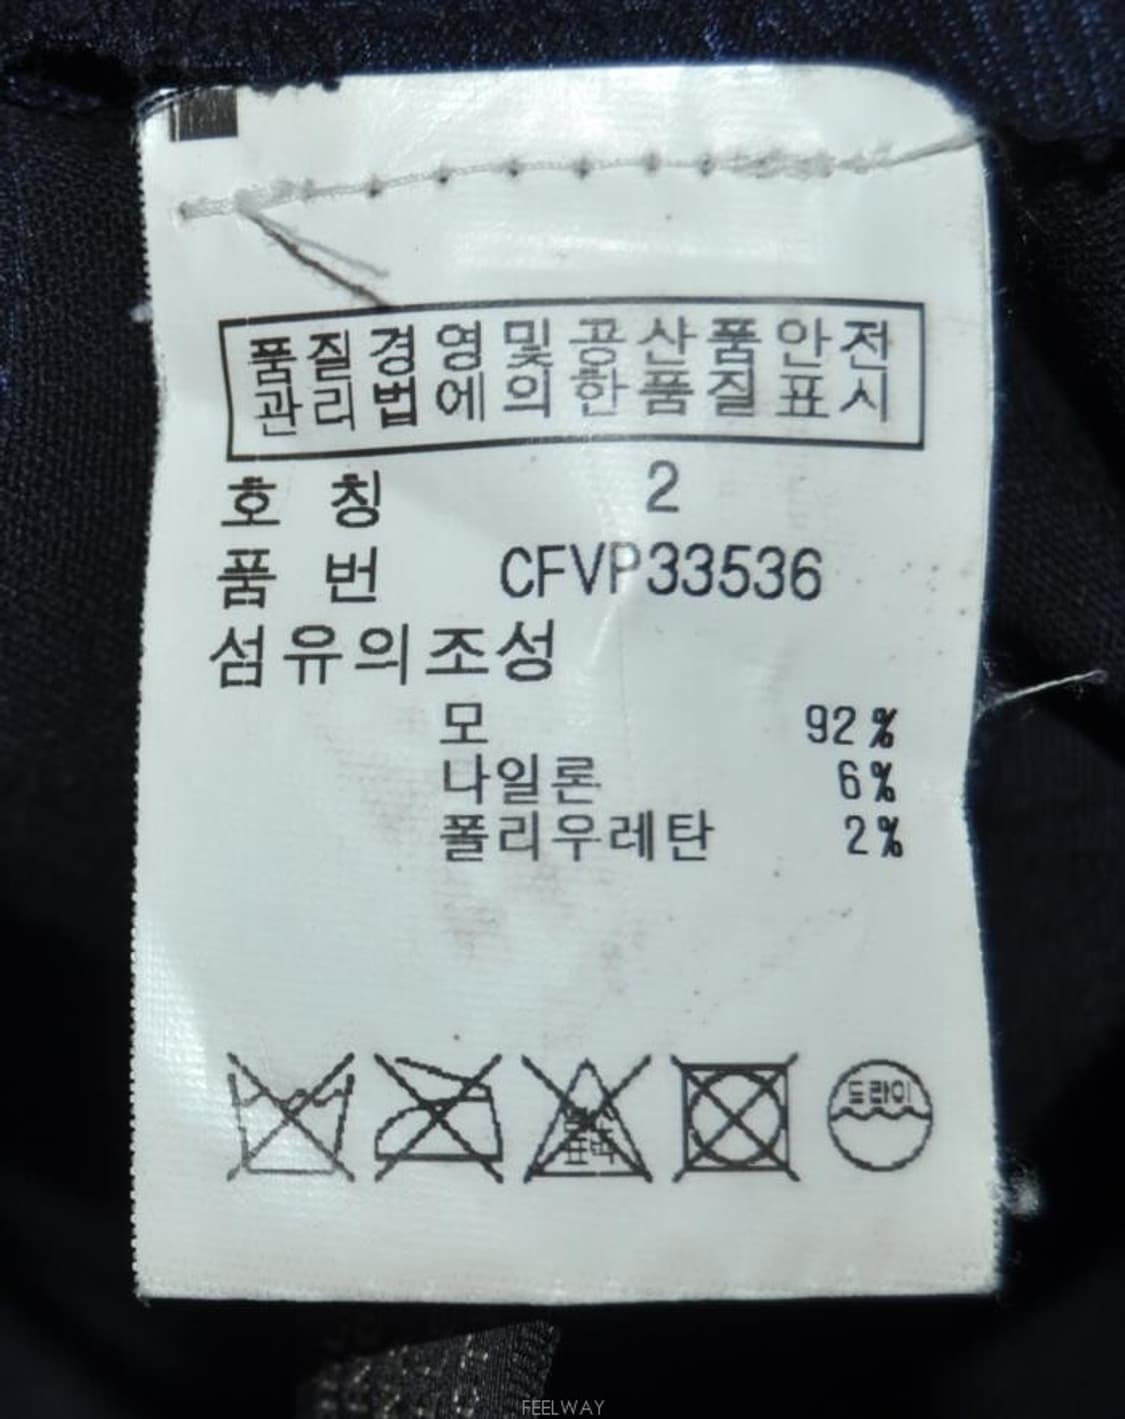 품질경영및공산품안전
관리법에의한품질표시
호 칭 2
품 번 CFVP33536
섬유의조성
모 92%
나일론 6%
폴리우레탄 2%
드라이
FEELWAY